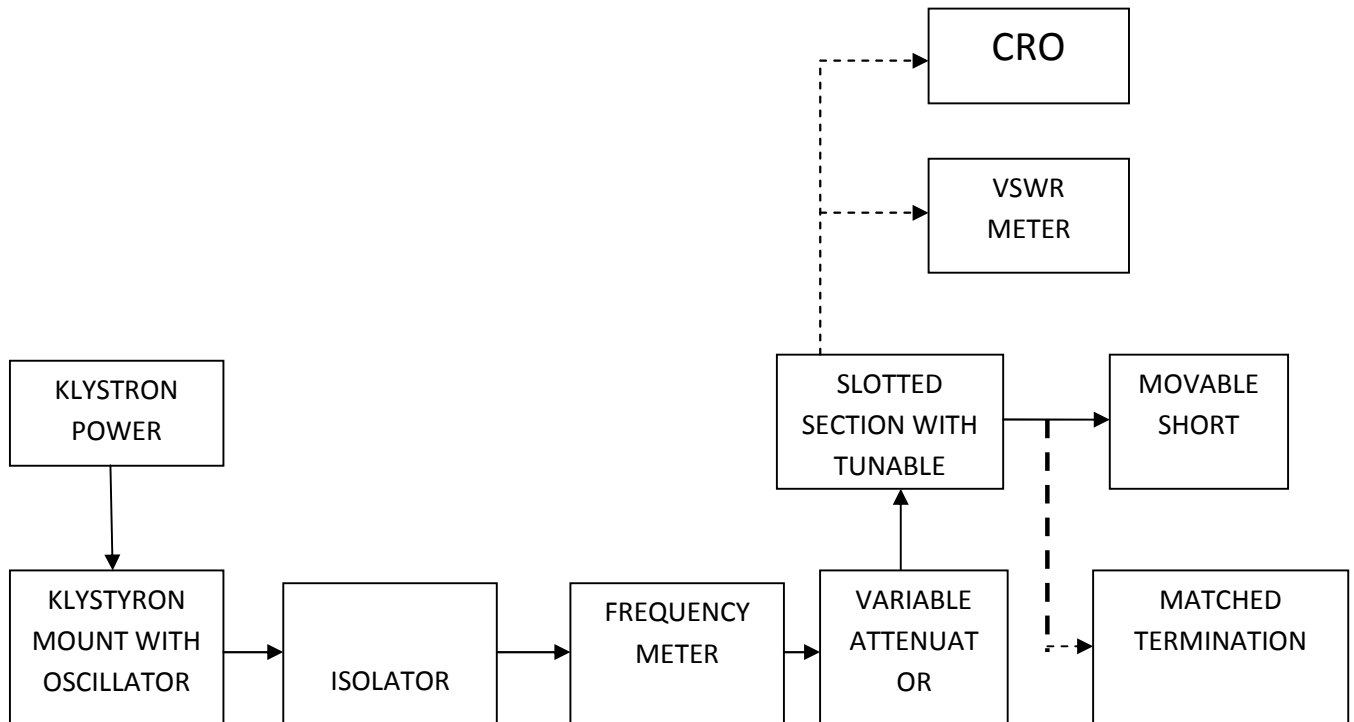 CRO
VSWR
METER
KLYSTRON
POWER
SLOTTED
SECTION WITH
TUNABLE
MOVABLE
SHORT
KLYSTYRON
MOUNT WITH
OSCILLATOR
ISOLATOR
FREQUENCY
METER
VARIABLE
ATTENUAT
OR
MATCHED
TERMINATION